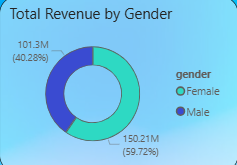 Total Revenue by Gender
101.3M
(40.28%)
gender
Female
Male
150.21M
(59.72%)